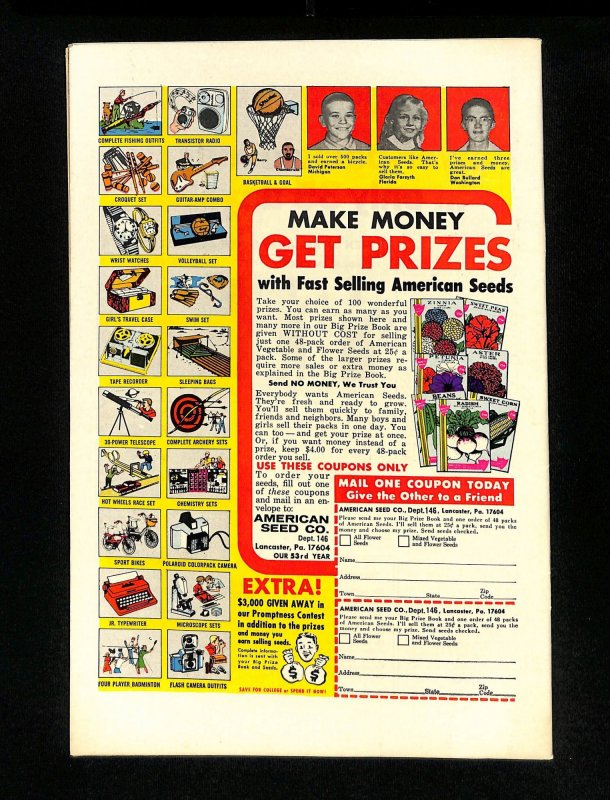 COMPLETE FISHING OUTFITS
TRANSISTOR RADIO
CROQUET SET
GUITAR-AMP COMBO
BASKETBALL & GOAL
WRIST WATCHES
VOLLEYBALL SET
GIRL'S TRAVEL CASE
SWIM SET
TAPE RECORDER
SLEEPING BAGS
30-POWER TELESCOPE
COMPLETE ARCHERY SETS
HOT WHEELS RACE SET
CHEMISTRY SETS
SPORT BIKES
POLAROID COLORPACK CAMERA
JR. TYPEWRITER
MICROSCOPE SETS
FOUR PLAYER BADMINTON
FLASH CAMERA OUTFITS
I sold over 500 packs
and earned a bicycle.
David Peterson
Michigan
Customers like Amer-
ican Seeds. That's
why it's so easy to
sell them.
Gloria Forsyth
Florida
I've earned three
prizes and money.
American Seeds are
great.
Don Bullard
Washington
MAKE MONEY
GET PRIZES
with Fast Selling American Seeds
Take your choice of 100 wonderful
prizes. You can earn as many as you
want. Most prizes shown here and
many more in our Big Prize Book are
given WITHOUT COST for selling
just one 48-pack order of American
Vegetable and Flower Seeds at 25¢ a
pack. Some of the larger prizes re-
quire more sales or extra money as
explained in the Big Prize Book.
Send NO MONEY, We Trust You
Everybody wants American Seeds.
They're fresh and ready to grow.
You'll sell them quickly to family,
friends and neighbors. Many boys and
girls sell their packs in one day. You
can too — and get your prize at once.
Or, if you want money instead of a
prize, keep $4.00 for every 48-pack
order you sell.
ZINNIA
SWEET PEAS
PETUNIA
ASTER
BEANS
RADISH
SWEET CORN
USE THESE COUPONS ONLY
To order your
seeds, fill out one
of these coupons
and mail in an en-
velope to:
AMERICAN
SEED CO.
Dept. 146
Lancaster, Pa. 17604
OUR 53rd YEAR
MAIL ONE COUPON TODAY
Give the Other to a Friend
AMERICAN SEED CO., Dept. 146, Lancaster, Pa. 17604
Please send me your Big Prize Book and one order of 48 packs
of American Seeds. I'll sell them at 25¢ a pack, send you the
money and choose my prize. Send seeds checked.
All Flower
Seeds
Mixed Vegetable
and Flower Seeds
Name
Address
Town State Zip Code
AMERICAN SEED CO., Dept. 146, Lancaster, Pa. 17604
Please send me your Big Prize Book and one order of 48 packs
of American Seeds. I'll sell them at 25¢ a pack, send you the
money and choose my prize. Send seeds checked.
All Flower
Seeds
Mixed Vegetable
and Flower Seeds
Name
Address
Town State Zip Code
EXTRA!
$3,000 GIVEN AWAY in
our Promptness Contest
in addition to the prizes
and money you
earn selling seeds.
Complete informa-
tion is sent with
your Big Prize
Book and Seeds.
$ $
SAVE FOR COLLEGE or SPEND IT NOW!